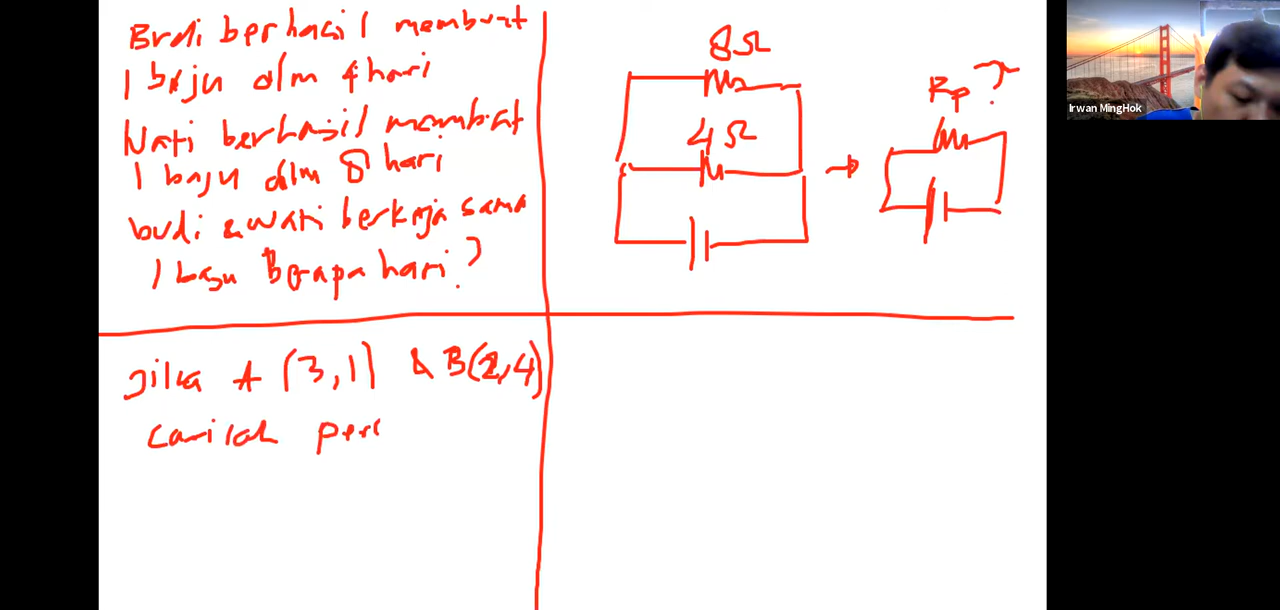 Budi berhasil membuat
1 baju dlm 4 hari
Wati berhasil membuat
1 baju dlm 8 hari
budi & wati berkerja sama
1 baju Berapa hari?
8Ω
4Ω
Rp?
Jika A (3,1) & B(2,4)
carilah pers
Irwan MingHok